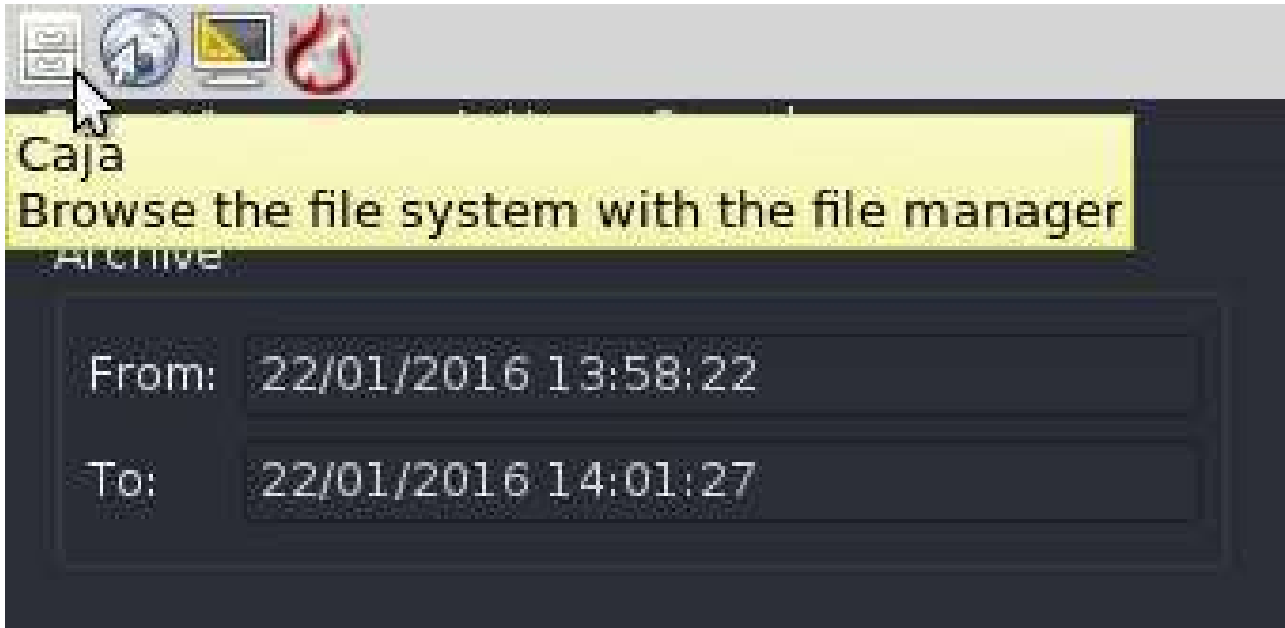 Caja
Browse the file system with the file manager
Archive
From: 22/01/2016 13:58:22
To: 22/01/2016 14:01:27